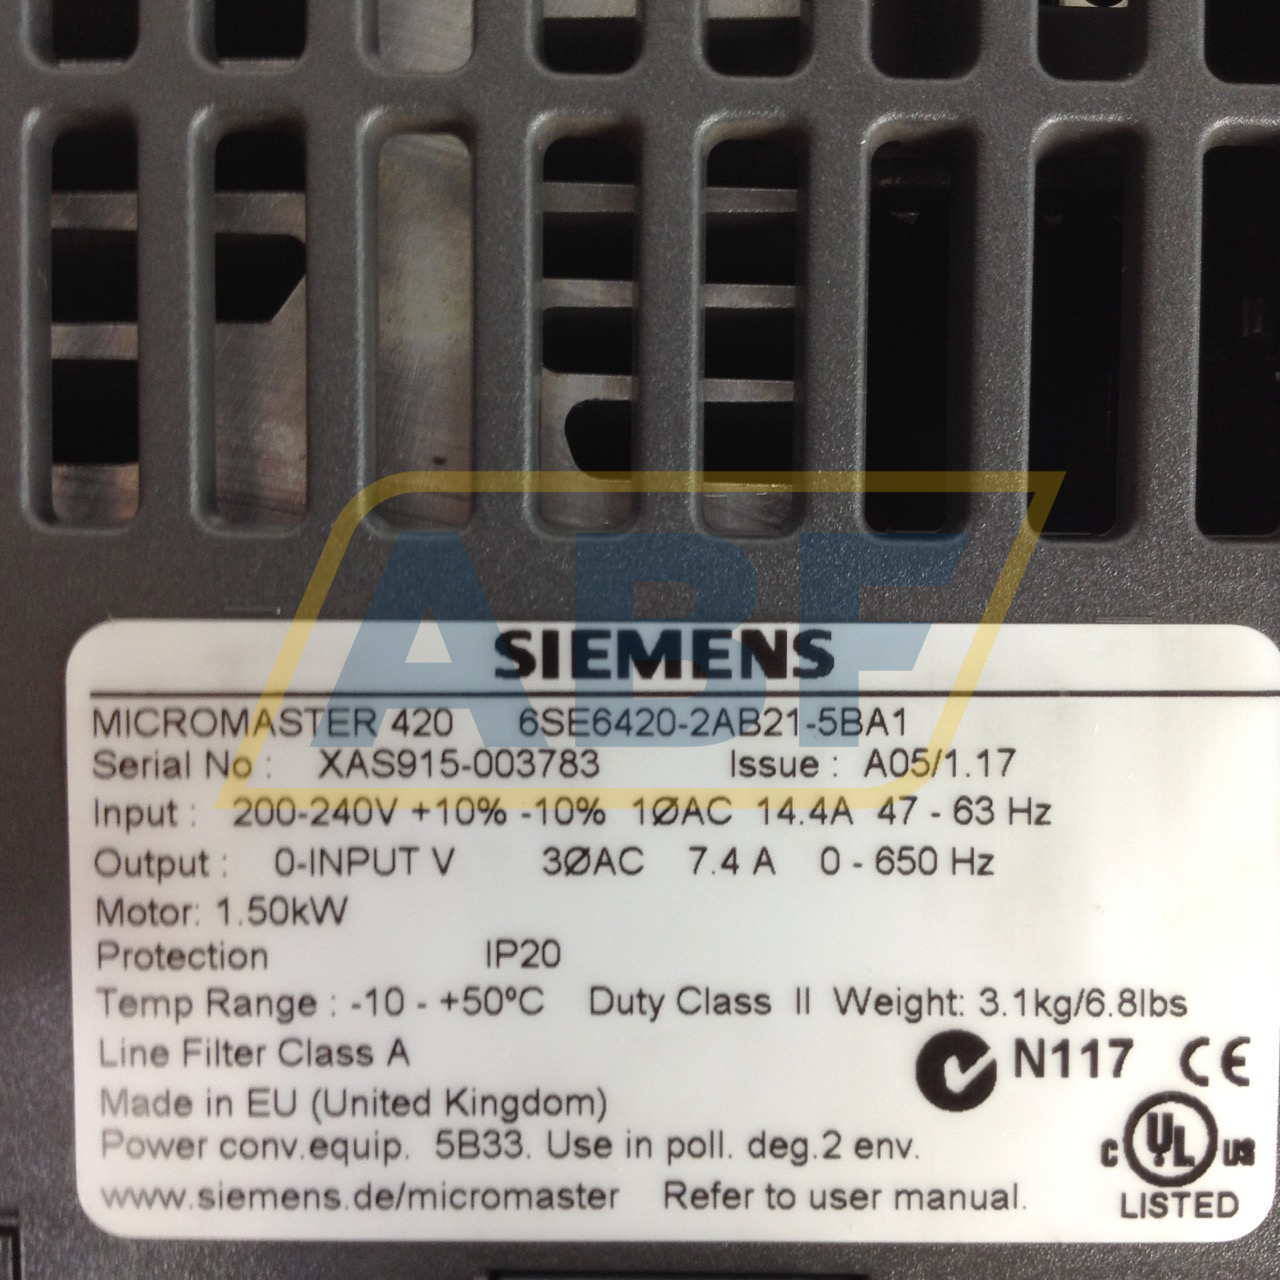 SIEMENS
ABF
MICROMASTER 420 6SE6420-2AB21-5BA1
Serial No : XAS915-003783 Issue : A05/1.17
Input : 200-240V +10% -10% 1ØAC 14.4A 47 - 63 Hz
Output : 0-INPUT V 3ØAC 7.4 A 0 - 650 Hz
Motor: 1.50kW
Protection IP20
Temp Range : -10 - +50ºC Duty Class II Weight: 3.1kg/6.8lbs
Line Filter Class A
N117 CE
Made in EU (United Kingdom)
Power conv.equip. 5B33. Use in poll. deg.2 env.
C UL US
www.siemens.de/micromaster Refer to user manual.
LISTED